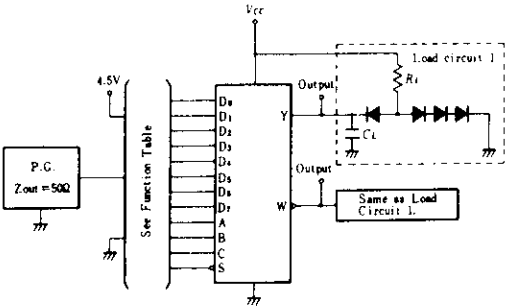 Vcc
Load circuit 1
4.5V
Output
RL
CL
P.G.
Zout = 50Ω
See Function Table
D0
D1
D2
D3
D4
D5
D6
D7
A
B
C
S
Y
W
Output
Same as Load
Circuit 1.